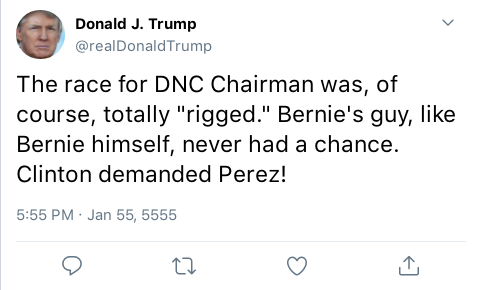 Donald J. Trump
@realDonaldTrump
The race for DNC Chairman was, of
course, totally "rigged." Bernie's guy, like
Bernie himself, never had a chance.
Clinton demanded Perez!
5:55 PM · Jan 55, 5555